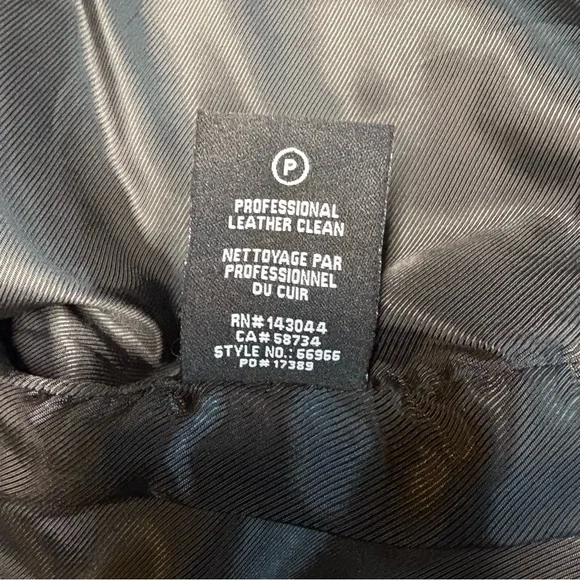 P
PROFESSIONAL
LEATHER CLEAN
NETTOYAGE PAR
PROFESSIONNEL
DU CUIR
RN# 143044
CA# 58734
STYLE NO.: 66966
PO# 17389